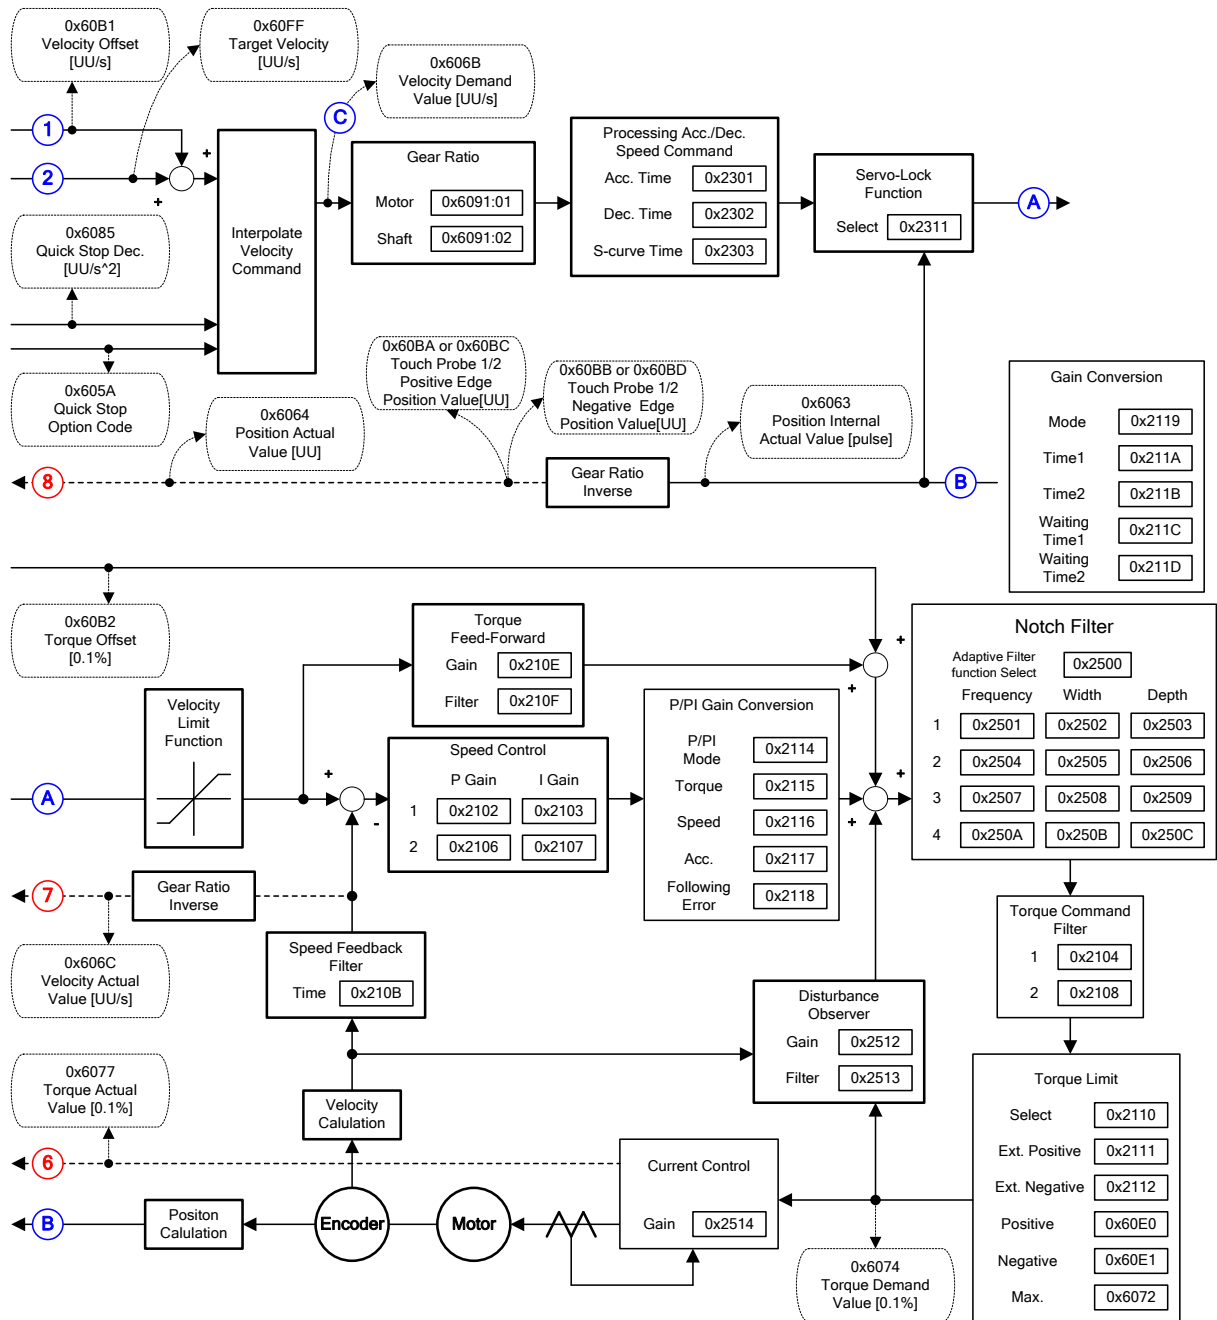 0x60B1
Velocity Offset
[UU/s]
0x60FF
Target Velocity
[UU/s]
0x606B
Velocity Demand
Value [UU/s]
1
C
2
+
+
0x6085
Quick Stop Dec.
[UU/s^2]
Interpolate
Velocity
Command
Gear Ratio
Motor 0x6091:01
Shaft 0x6091:02
Processing Acc./Dec.
Speed Command
Acc. Time 0x2301
Dec. Time 0x2302
S-curve Time 0x2303
Servo-Lock
Function
Select 0x2311
A
0x605A
Quick Stop
Option Code
0x6064
Position Actual
Value [UU]
0x60BA or 0x60BC
Touch Probe 1/2
Positive Edge
Position Value[UU]
0x60BB or 0x60BD
Touch Probe 1/2
Negative Edge
Position Value[UU]
0x6063
Position Internal
Actual Value [pulse]
8
Gear Ratio
Inverse
B
Gain Conversion
Mode 0x2119
Time1 0x211A
Time2 0x211B
Waiting
Time1
0x211C
Waiting
Time2
0x211D
0x60B2
Torque Offset
[0.1%]
Torque
Feed-Forward
Gain 0x210E
Filter 0x210F
+
+
Notch Filter
Adaptive Filter
function Select
0x2500
Frequency Width Depth
1 0x2501 0x2502 0x2503
2 0x2504 0x2505 0x2506
3 0x2507 0x2508 0x2509
4 0x250A 0x250B 0x250C
A
Velocity
Limit
Function
+
-
Speed Control
P Gain I Gain
1 0x2102 0x2103
2 0x2106 0x2107
P/PI Gain Conversion
P/PI
Mode
0x2114
Torque 0x2115
Speed 0x2116
Acc. 0x2117
Following
Error
0x2118
+
+
7
Gear Ratio
Inverse
0x606C
Velocity Actual
Value [UU/s]
Speed Feedback
Filter
Time 0x210B
Torque Command
Filter
1 0x2104
2 0x2108
Disturbance
Observer
Gain 0x2512
Filter 0x2513
0x6077
Torque Actual
Value [0.1%]
Velocity
Calulation
6
Torque Limit
Select 0x2110
Ext. Positive 0x2111
Ext. Negative 0x2112
Positive 0x60E0
Negative 0x60E1
Max. 0x6072
Current Control
Gain 0x2514
B
Positon
Calulation
Encoder
Motor
0x6074
Torque Demand
Value [0.1%]